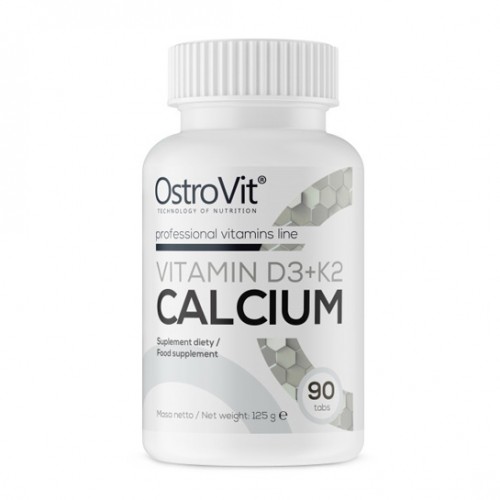 OstroVit®
TECHNOLOGY OF NUTRITION
professional vitamins line
VITAMIN D3+K2
CALCIUM
Suplement diety /
Food supplement
90
tabs
Masa netto / Net weight: 125 g ℮